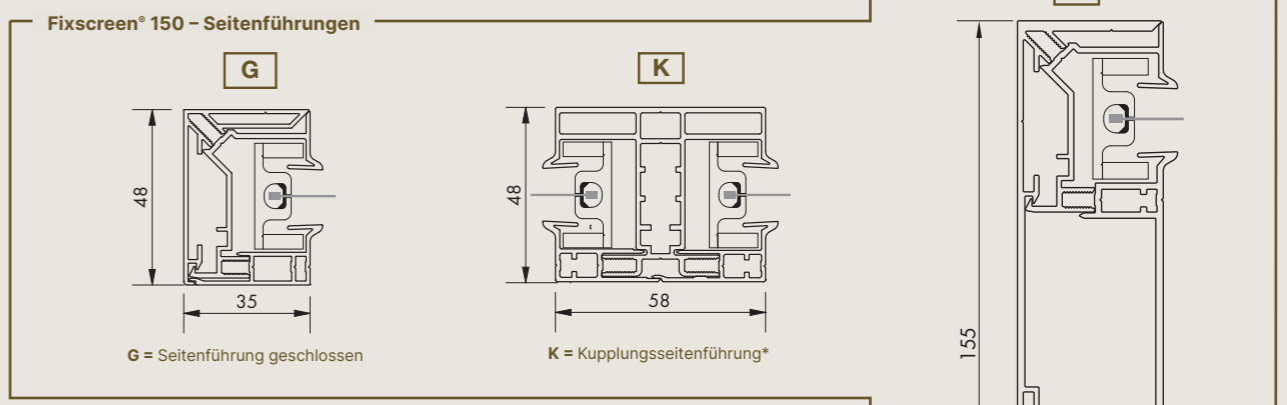 Fixscreen® 150 – Seitenführungen
G
48
35
G = Seitenführung geschlossen
K
48
58
K = Kupplungsseitenführung*
155